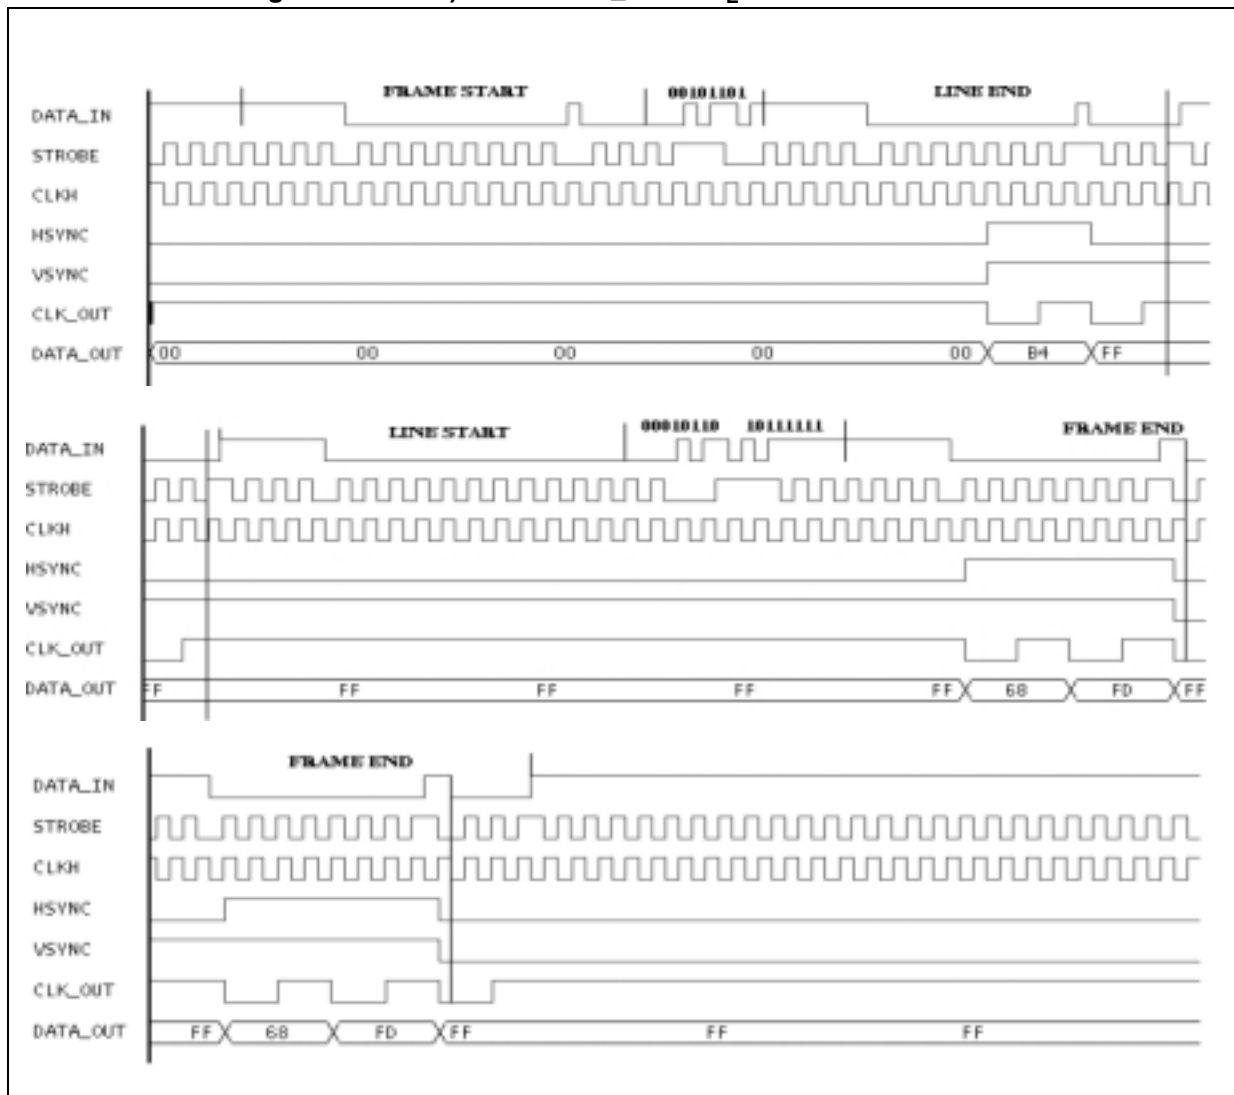 FRAME START 00101101 LINE END
DATA_IN
STROBE
CLKH
HSYNC
VSYNC
CLK_OUT
DATA_OUT 00 00 00 00 00 B4 FF
LINE START 00010110 10111111 FRAME END
DATA_IN
STROBE
CLKH
HSYNC
VSYNC
CLK_OUT
DATA_OUT FF FF FF FF FF 68 FD FF
FRAME END
DATA_IN
STROBE
CLKH
HSYNC
VSYNC
CLK_OUT
DATA_OUT FF 68 FD FF FF FF